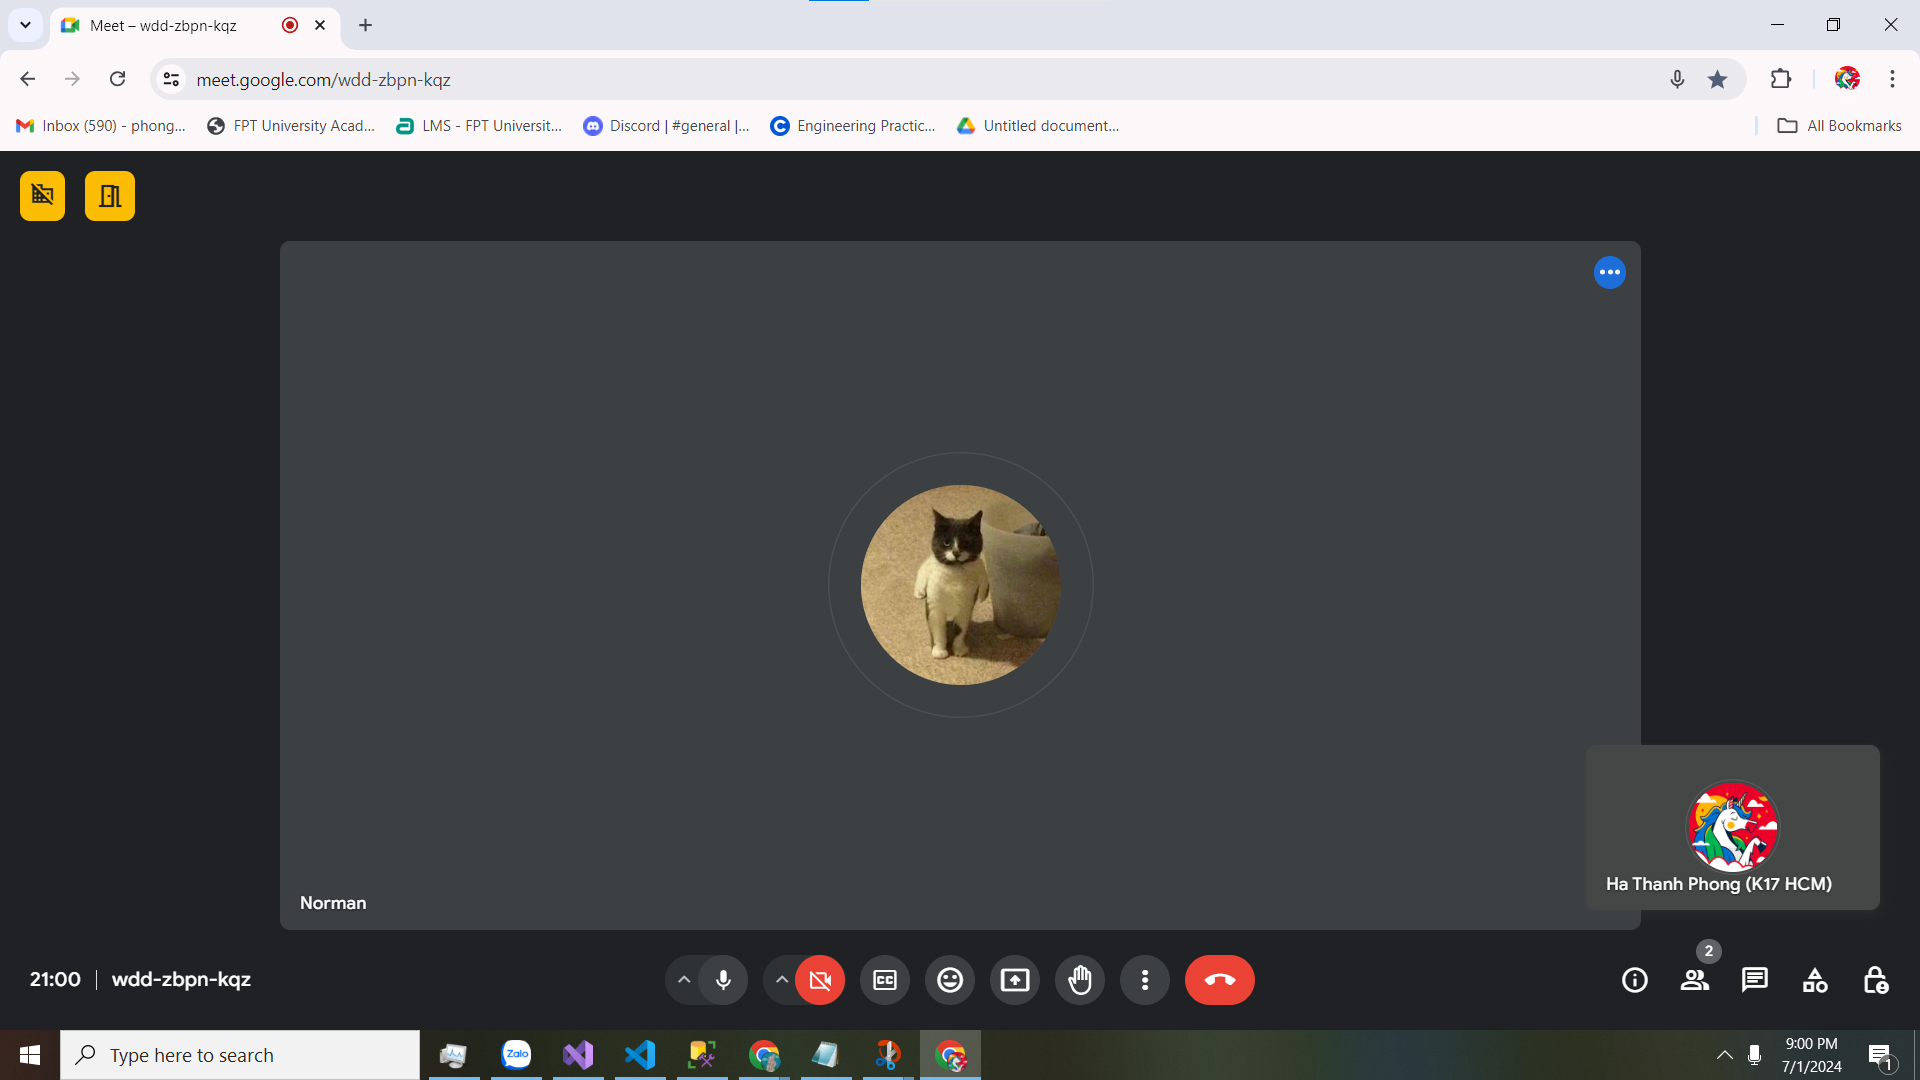 Meet – wdd-zbpn-kqz
meet.google.com/wdd-zbpn-kqz
Inbox (590) - phong...
FPT University Acad...
LMS - FPT Universit...
Discord | #general |...
Engineering Practic...
Untitled document...
All Bookmarks
Norman
Ha Thanh Phong (K17 HCM)
21:00 | wdd-zbpn-kqz
CC
2
Type here to search
Zalo
9:00 PM
7/1/2024
1